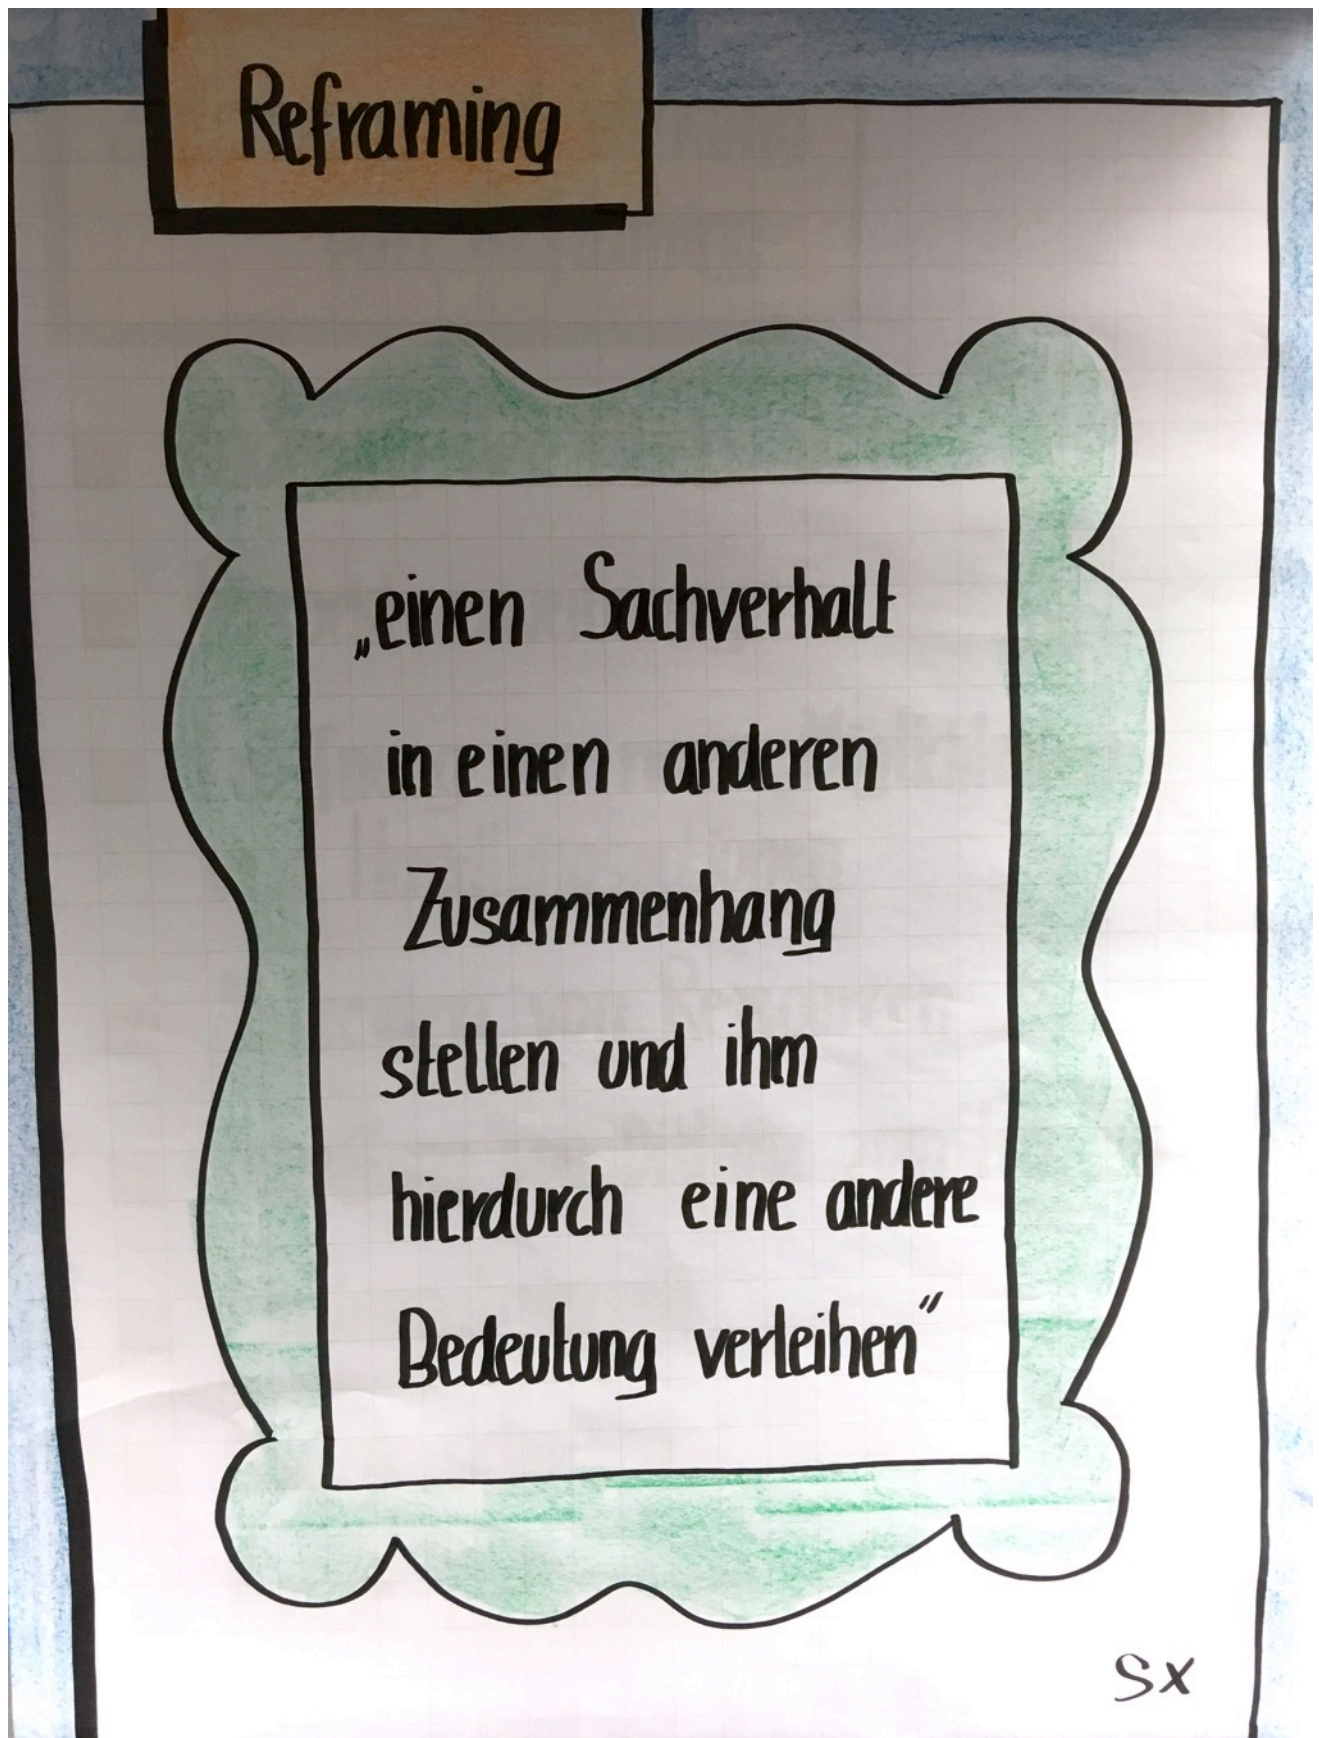 Reframing
„einen Sachverhalt
in einen anderen
Zusammenhang
stellen und ihm
hierdurch eine andere
Bedeutung verleihen“
SX